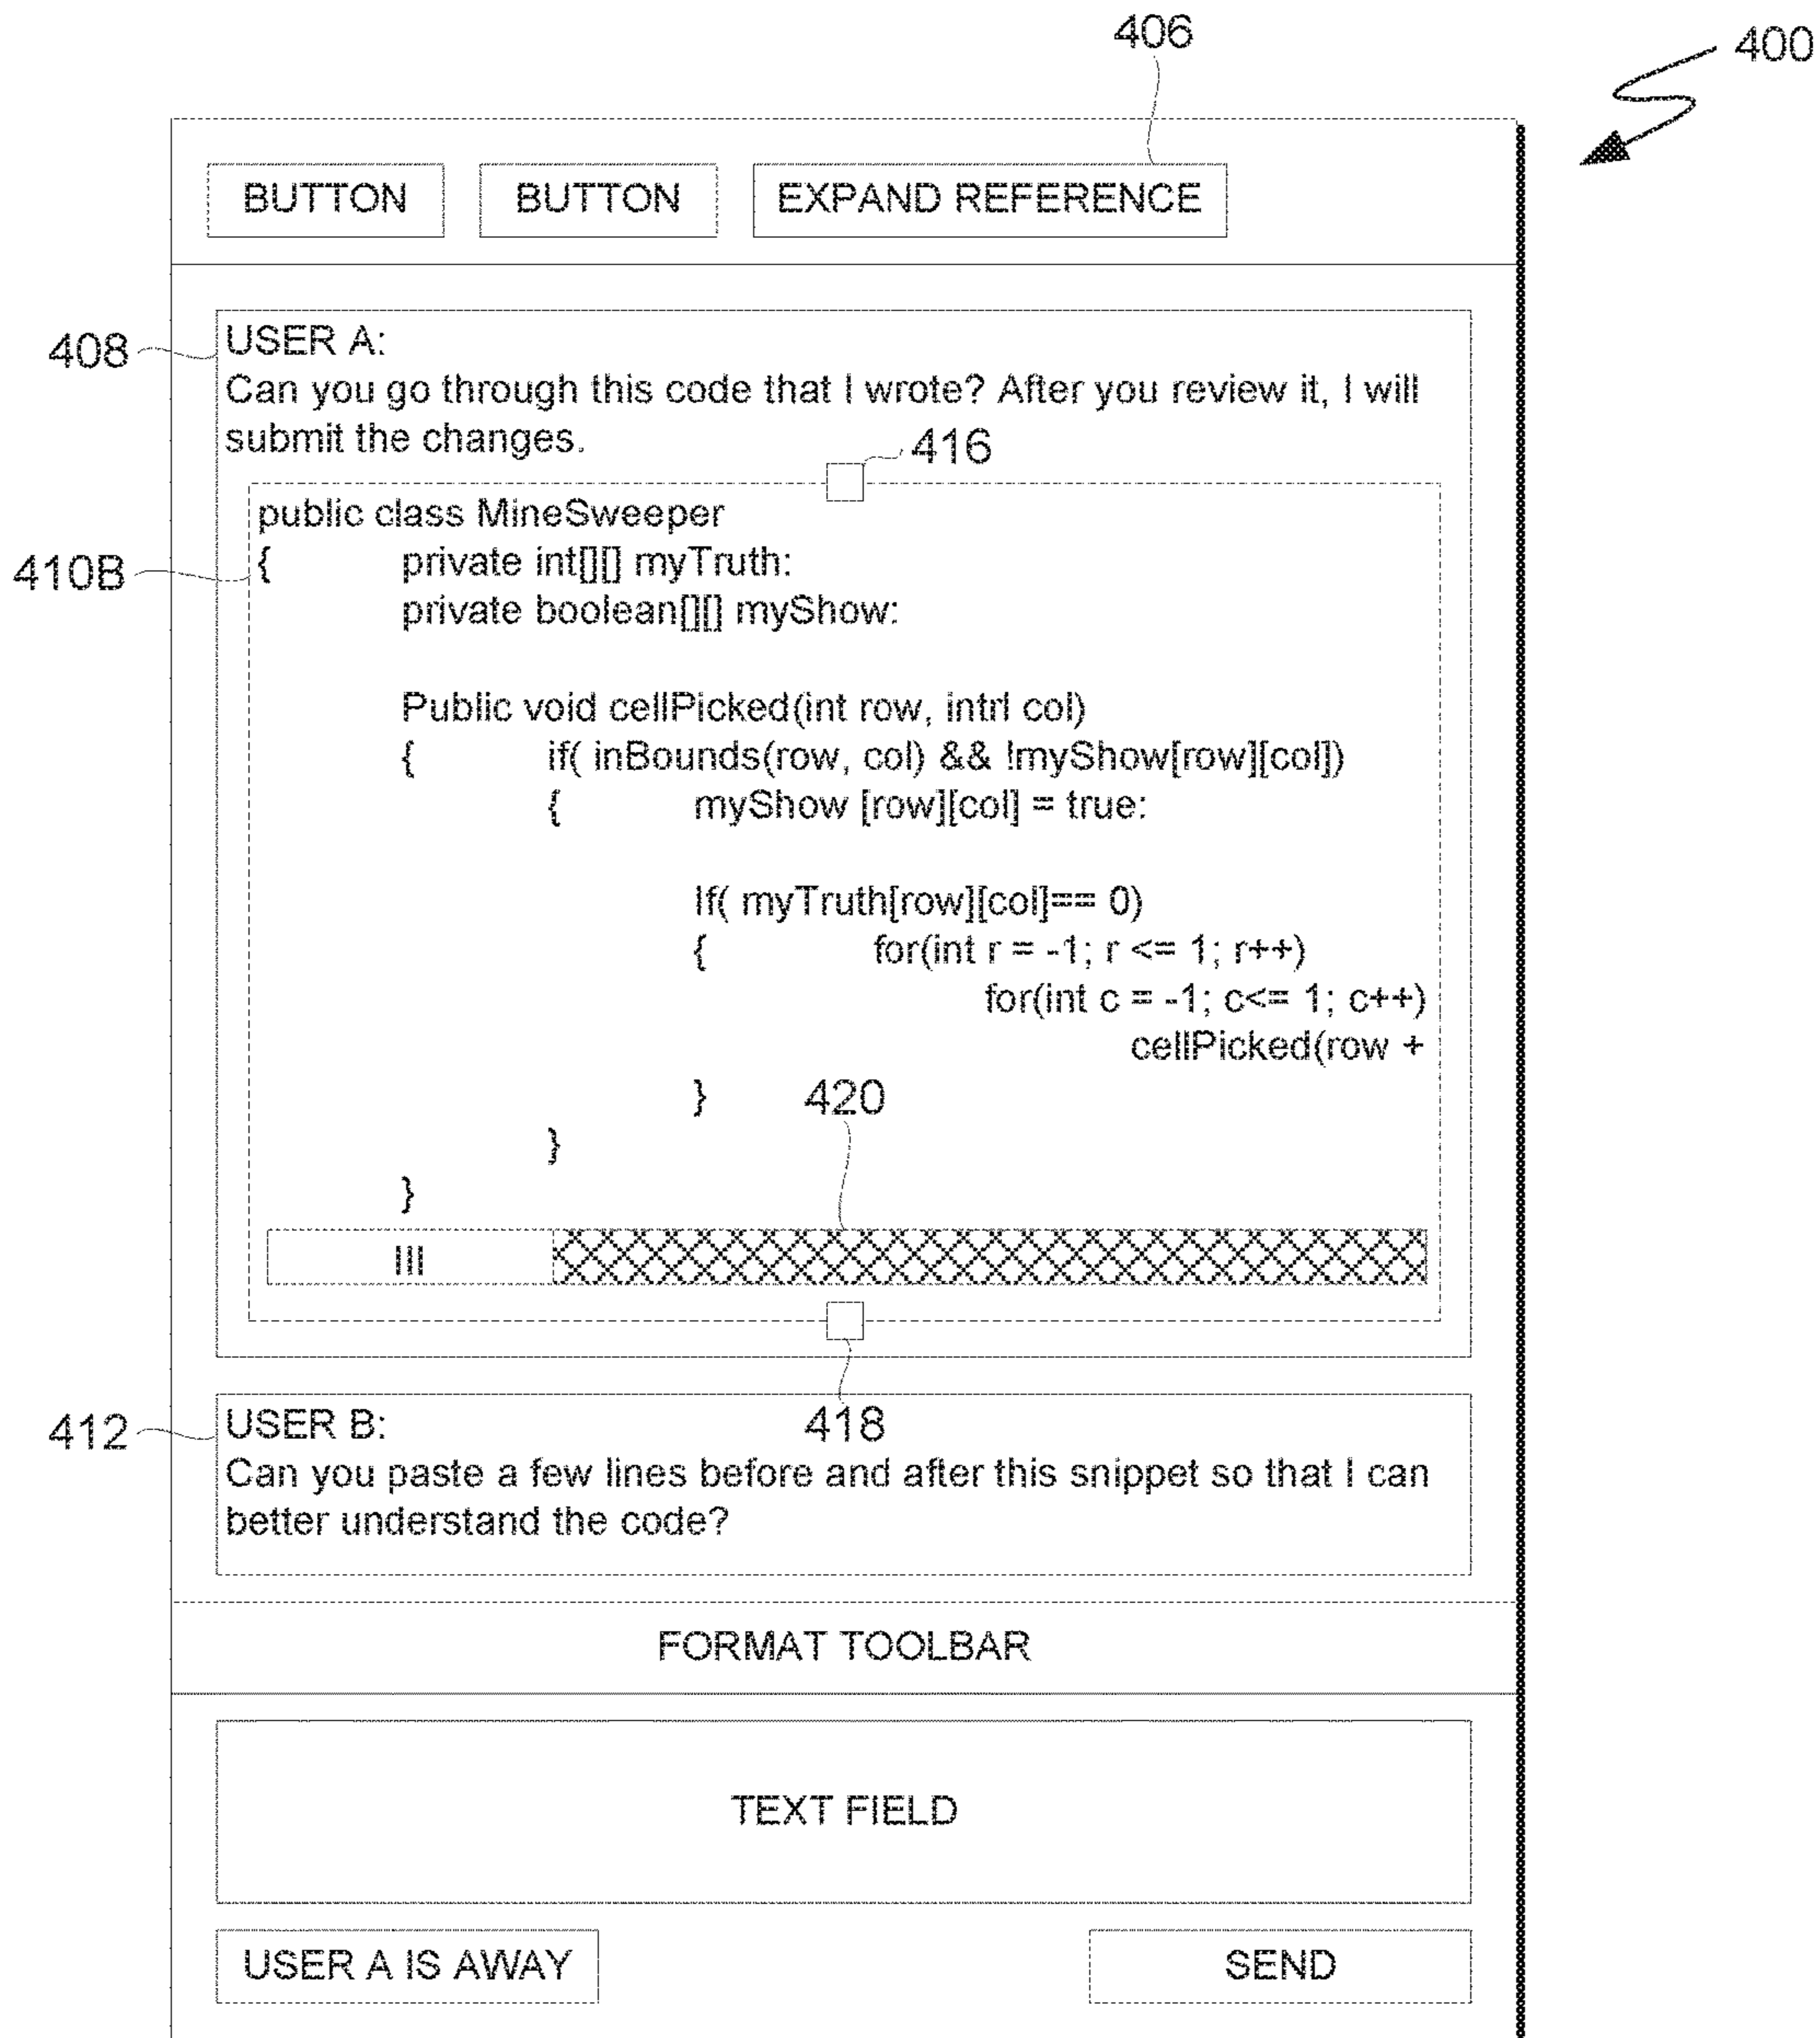 406
400
BUTTON BUTTON EXPAND REFERENCE
408
USER A:
Can you go through this code that I wrote? After you review it, I will
submit the changes.
416
public class MineSweeper
410B
{ private int[][] myTruth:
private boolean[][] myShow:
Public void cellPicked(int row, intrl col)
{ if( inBounds(row, col) && !myShow[row][col])
{ myShow [row][col] = true:
If( myTruth[row][col]== 0)
{ for(int r = -1; r <= 1; r++)
for(int c = -1; c<= 1; c++)
cellPicked(row +
} 420
}
}
III
412
USER B:
418
Can you paste a few lines before and after this snippet so that I can
better understand the code?
FORMAT TOOLBAR
TEXT FIELD
USER A IS AWAY SEND